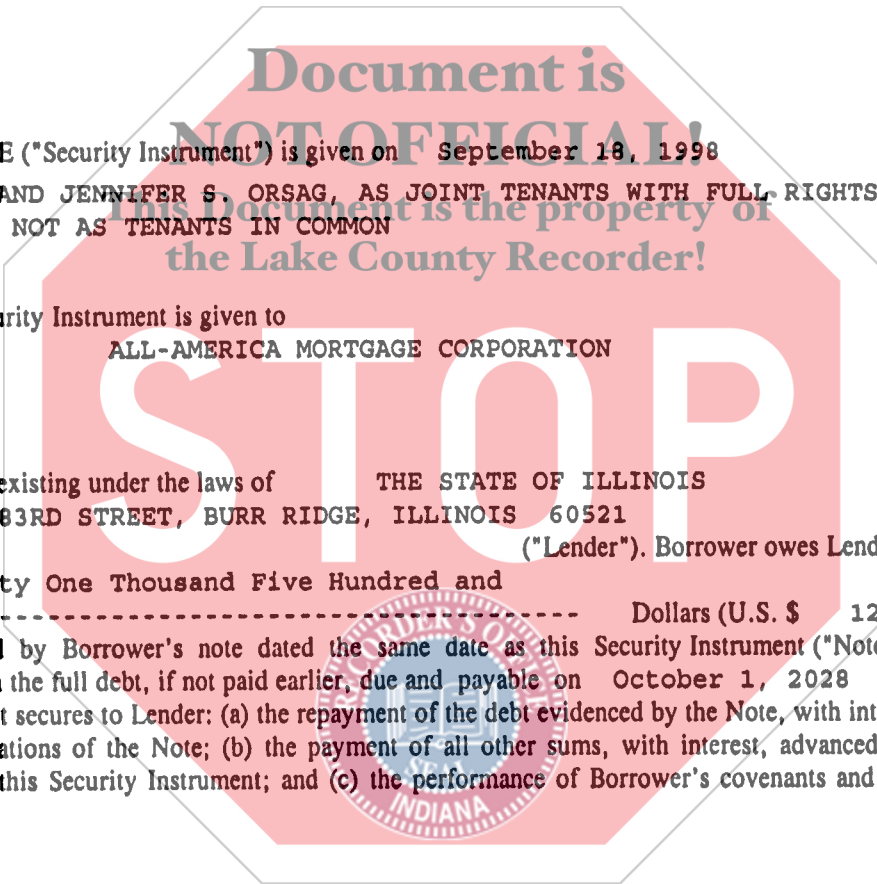 Document is
NOT OFFICIAL!
E ("Security Instrument") is given on September 18, 1998
AND JENNIFER S. ORSAG, AS JOINT TENANTS WITH FULL RIGHTS
This Document is the property of
NOT AS TENANTS IN COMMON
the Lake County Recorder!
rity Instrument is given to
ALL-AMERICA MORTGAGE CORPORATION
STOP
existing under the laws of THE STATE OF ILLINOIS
83RD STREET, BURR RIDGE, ILLINOIS 60521
("Lender"). Borrower owes Lend
ty One Thousand Five Hundred and
------------------------------------------- Dollars (U.S. $ 12
by Borrower's note dated the same date as this Security Instrument ("Note
the full debt, if not paid earlier, due and payable on October 1, 2028
t secures to Lender: (a) the repayment of the debt evidenced by the Note, with int
ations of the Note; (b) the payment of all other sums, with interest, advanced
this Security Instrument; and (c) the performance of Borrower's covenants and
RECORDER'S OF
SEAL
INDIANA